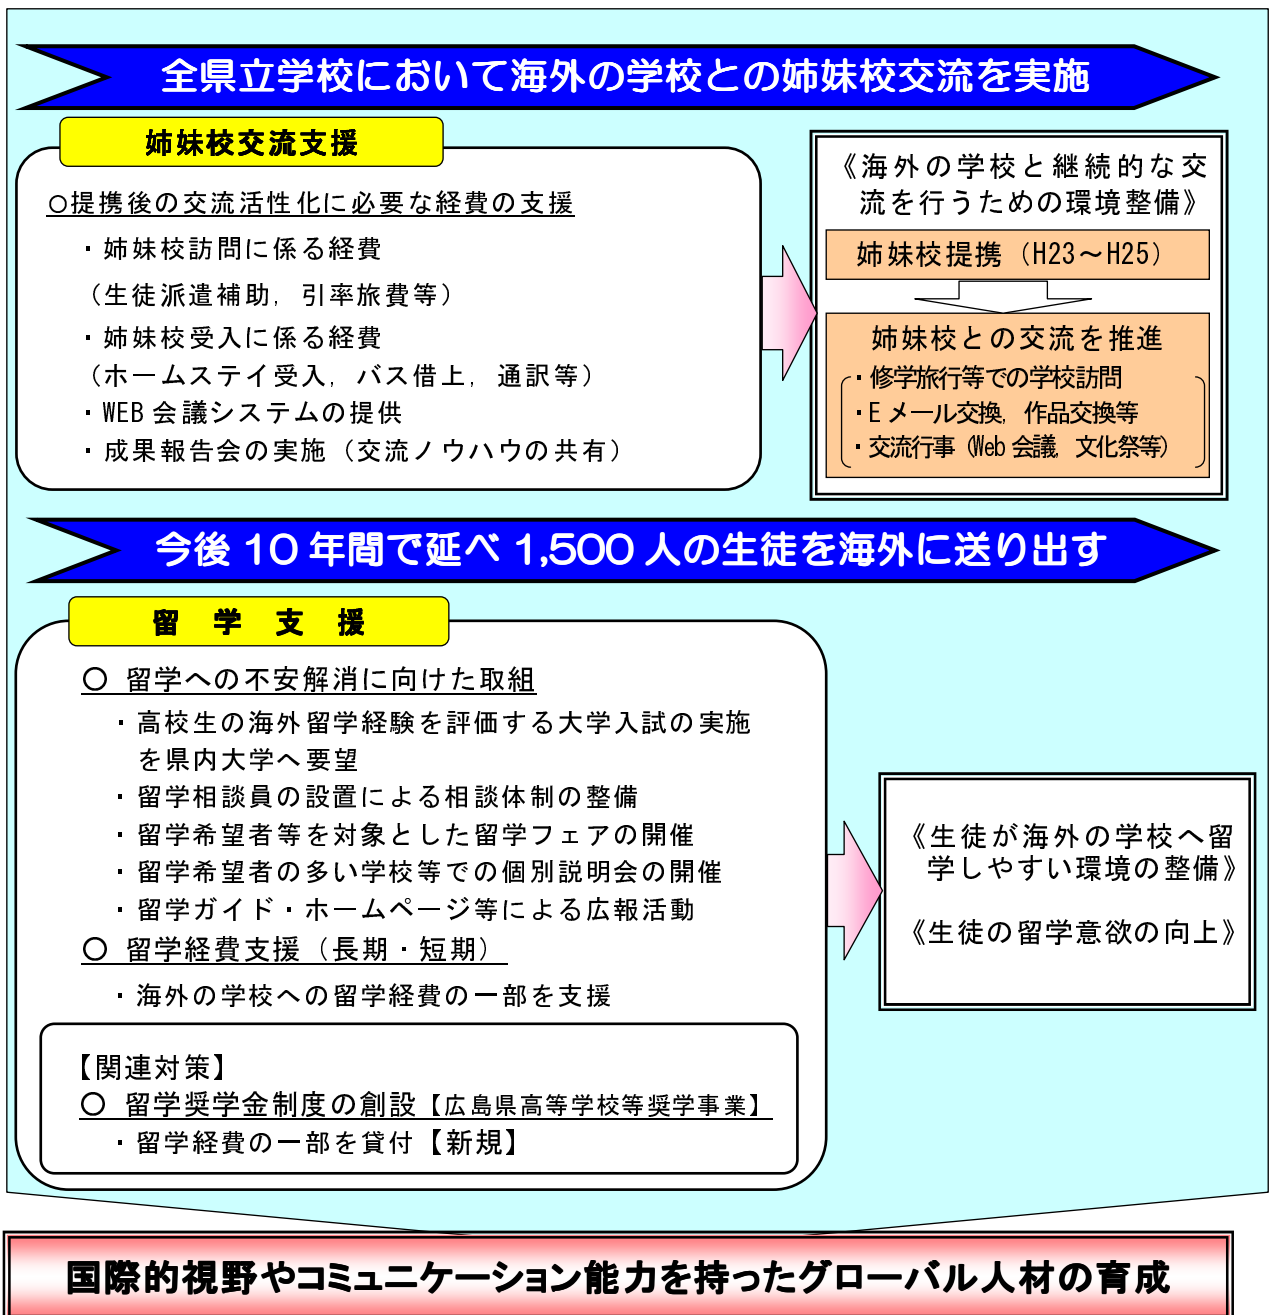 全県立学校において海外の学校との姉妹校交流を実施
姉妹校交流支援
○提携後の交流活性化に必要な経費の支援
・姉妹校訪問に係る経費
（生徒派遣補助，引率旅費等）
・姉妹校受入に係る経費
（ホームステイ受入，バス借上，通訳等）
・WEB会議システムの提供
・成果報告会の実施（交流ノウハウの共有）
《海外の学校と継続的な交
流を行うための環境整備》
姉妹校提携（H23～H25）
姉妹校との交流を推進
・修学旅行等での学校訪問
・Eメール交換，作品交換等
・交流行事（Web会議，文化祭等）
今後10年間で延べ1,500人の生徒を海外に送り出す
留学支援
○ 留学への不安解消に向けた取組
・高校生の海外留学経験を評価する大学入試の実施
を県内大学へ要望
・留学相談員の設置による相談体制の整備
・留学希望者等を対象とした留学フェアの開催
・留学希望者の多い学校等での個別説明会の開催
・留学ガイド・ホームページ等による広報活動
○ 留学経費支援（長期・短期）
・海外の学校への留学経費の一部を支援
【関連対策】
○ 留学奨学金制度の創設【広島県高等学校等奨学事業】
・留学経費の一部を貸付【新規】
《生徒が海外の学校へ留
学しやすい環境の整備》
《生徒の留学意欲の向上》
国際的視野やコミュニケーション能力を持ったグローバル人材の育成